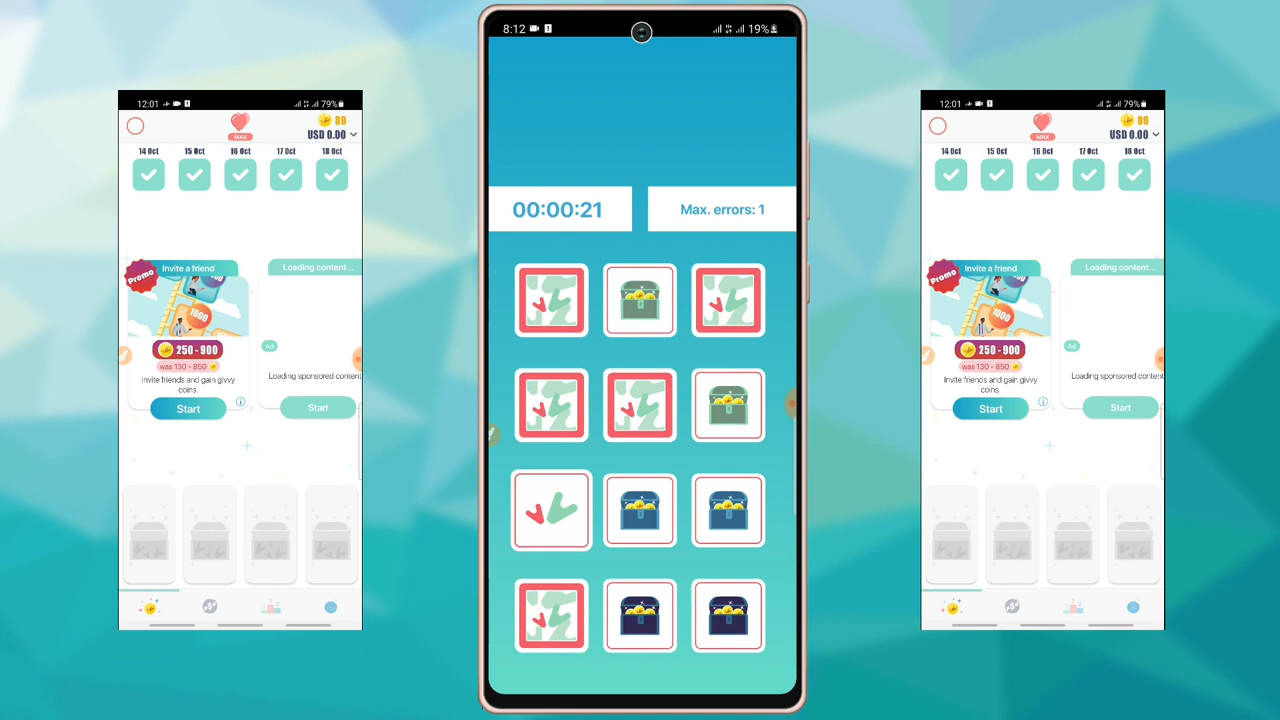 12:01
79%
MAX
89
USD 0.00
14 Oct
15 Oct
16 Oct
17 Oct
18 Oct
Invite a friend
Promo
1000
250 - 900
was 130 - 850
Invite friends and gain givvy
coins.
Start
Loading content...
Ad
Loading sponsored content
Start
8:12
19%
00:00:21
Max. errors: 1
12:01
79%
MAX
89
USD 0.00
14 Oct
15 Oct
16 Oct
17 Oct
18 Oct
Invite a friend
Promo
1000
250 - 900
was 130 - 850
Invite friends and gain givvy
coins.
Start
Loading content...
Ad
Loading sponsored content
Start